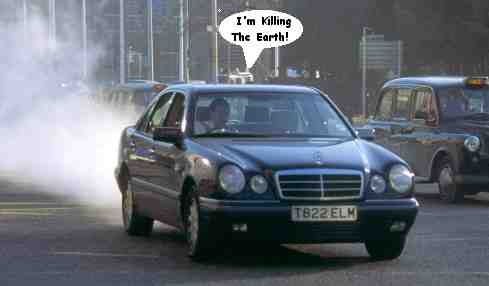 I'm Killing
The Earth!
T822 ELM